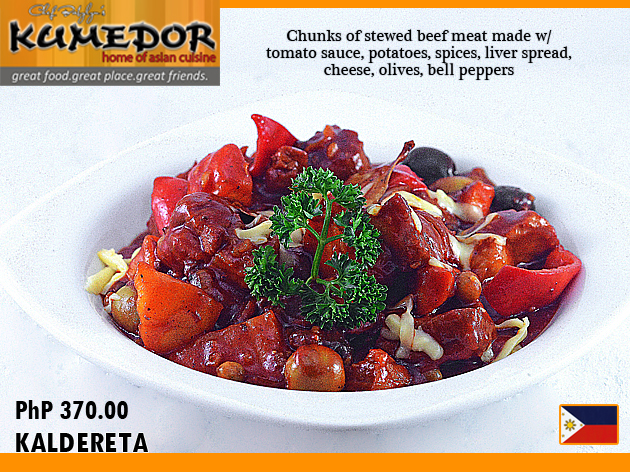 Chef
KUMEDOR
home of asian cuisine
great food.great place.great friends.
Chunks of stewed beef meat made w/
tomato sauce, potatoes, spices, liver spread,
cheese, olives, bell peppers
PhP 370.00
KALDERETA